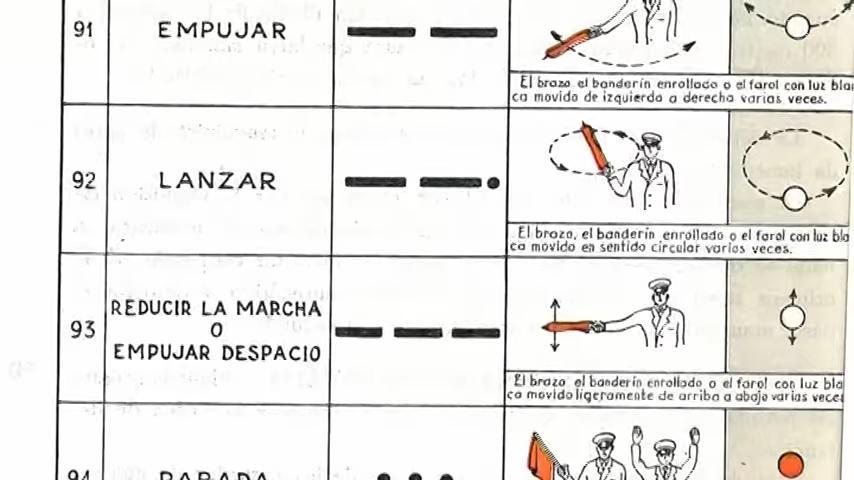 91
EMPUJAR
El brazo el banderín enrollado o el farol con luz blan
ca movido de izquierda a derecha varias veces.
92
LANZAR
El brazo, el banderín enrollado o el farol con luz bla
ca movido en sentido circular varias veces.
93
REDUCIR LA MARCHA
O
EMPUJAR DESPACIO
El brazo el banderín enrollado o el farol con luz bla
ca movido ligeramente de arriba a abajo varias veces
94
PARADA